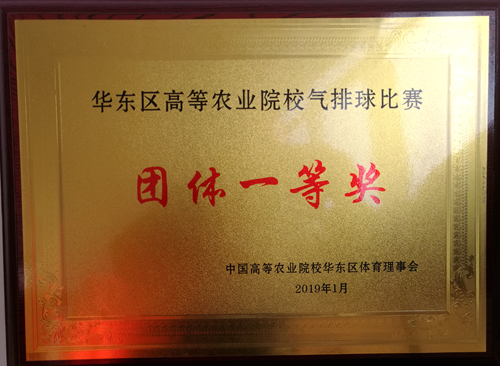 华东区高等农业院校气排球比赛
团体一等奖
中国高等农业院校华东区体育理事会
2019年1月